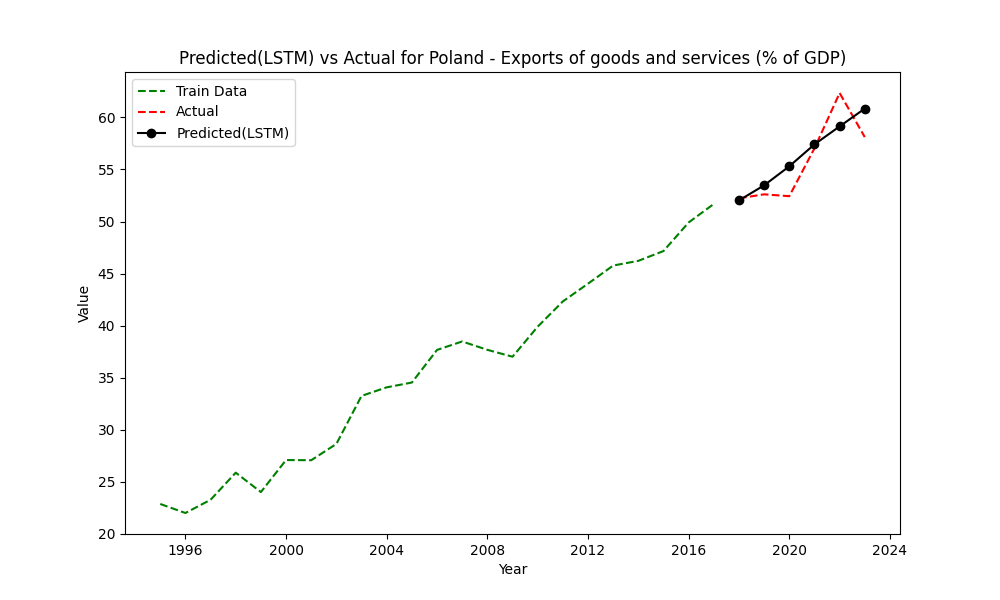 Predicted(LSTM) vs Actual for Poland - Exports of goods and services (% of GDP)
Train Data
Actual
Predicted(LSTM)
60
55
50
45
40
35
30
25
20
Value
1996 2000 2004 2008 2012 2016 2020 2024
Year